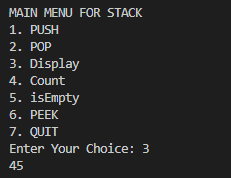 MAIN MENU FOR STACK
1. PUSH
2. POP
3. Display
4. Count
5. isEmpty
6. PEEK
7. QUIT
Enter Your Choice: 3
45